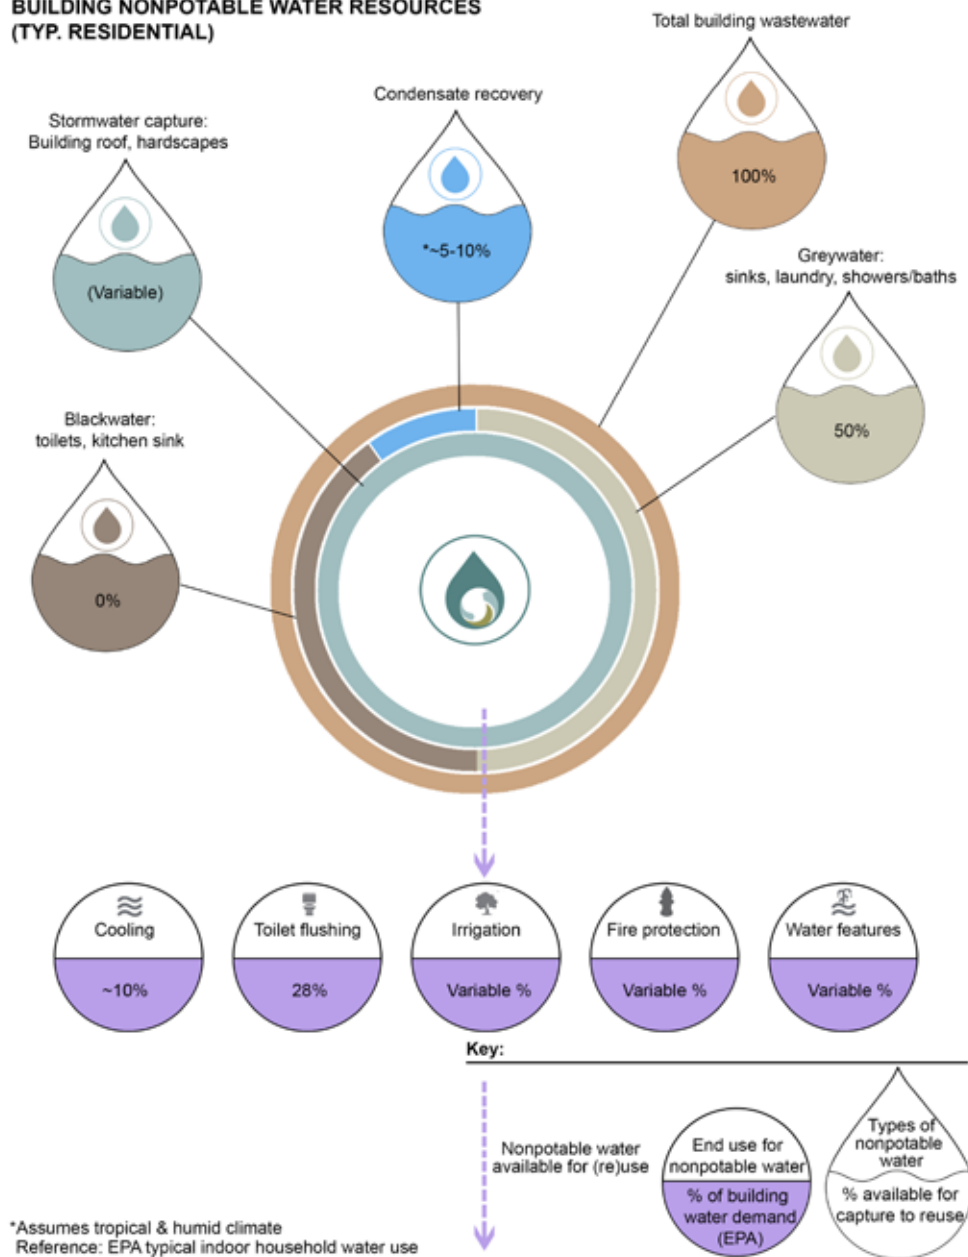 BUILDING NONPOTABLE WATER RESOURCES
(TYP. RESIDENTIAL)
Total building wastewater
100%
Condensate recovery
*~5-10%
Stormwater capture:
Building roof, hardscapes
(Variable)
Greywater:
sinks, laundry, showers/baths
50%
Blackwater:
toilets, kitchen sink
0%
Cooling
~10%
Toilet flushing
28%
Irrigation
Variable %
Fire protection
Variable %
Water features
Variable %
Key:
Nonpotable water
available for (re)use
End use for
nonpotable water
% of building
water demand
(EPA)
Types of
nonpotable
water
% available for
capture to reuse
*Assumes tropical & humid climate
Reference: EPA typical indoor household water use